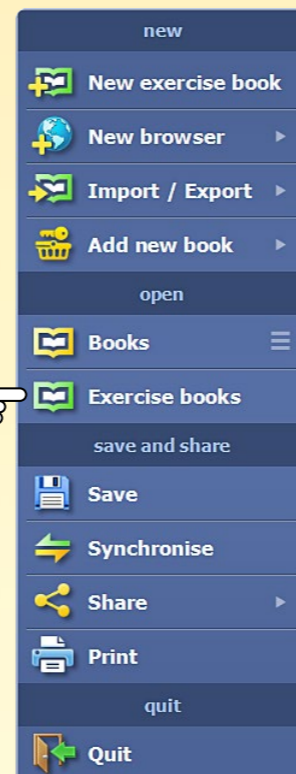 new
New exercise book
New browser
Import / Export
Add new book
open
Books
Exercise books
save and share
Save
Synchronise
Share
Print
quit
Quit